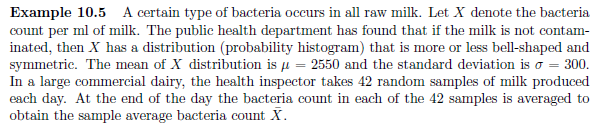 Example 10.5 A certain type of bacteria occurs in all raw milk. Let X denote the bacteria
count per ml of milk. The public health department has found that if the milk is not contam-
inated, then X has a distribution (probability histogram) that is more or less bell-shaped and
symmetric. The mean of X distribution is μ = 2550 and the standard deviation is σ = 300.
In a large commercial dairy, the health inspector takes 42 random samples of milk produced
each day. At the end of the day the bacteria count in each of the 42 samples is averaged to
obtain the sample average bacteria count X̄.